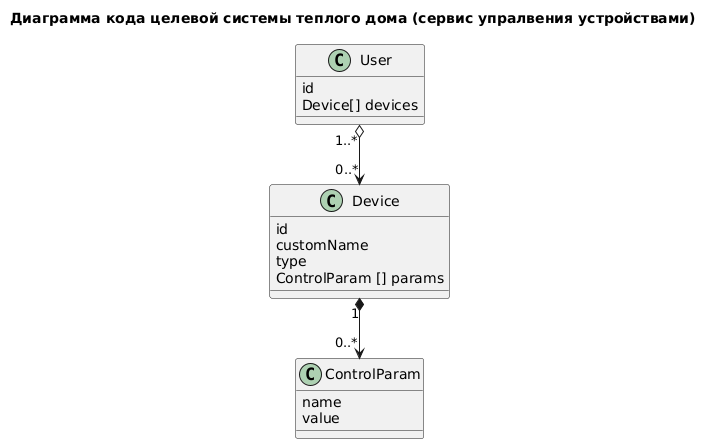 Диаграмма кода целевой системы теплого дома (сервис упралвения устройствами)
C User
id
Device[] devices
1..*
0..*
C Device
id
customName
type
ControlParam [] params
1
0..*
C ControlParam
name
value